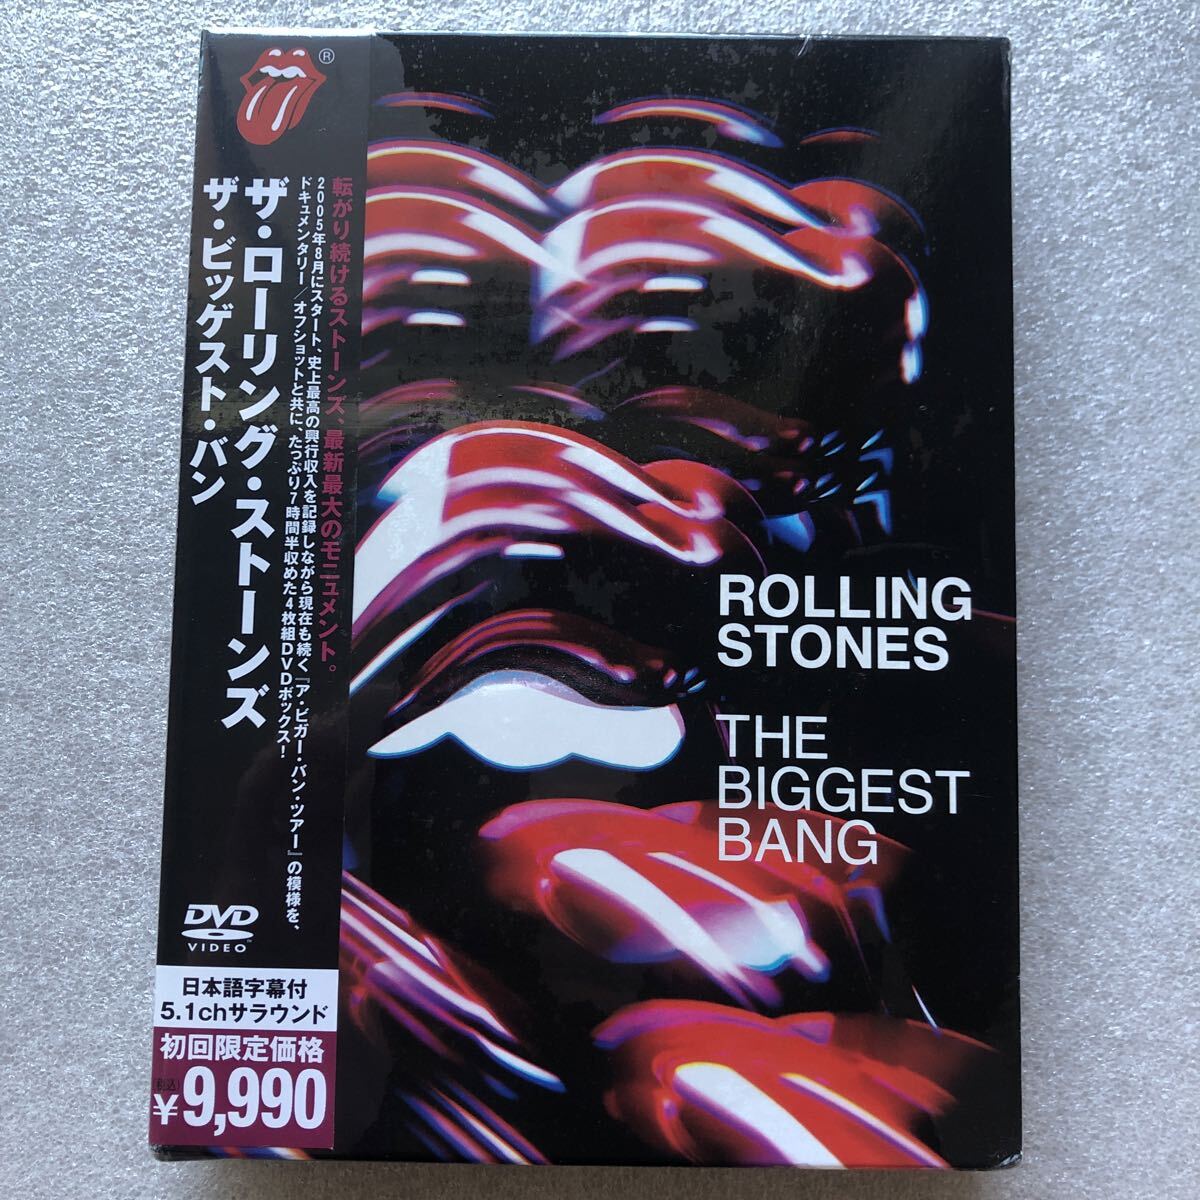 ®
転がり続けるストーンズ、最新最大のモニュメント。
2005年8月にスタート、史上最高の興行収入を記録しながら現在も続く『ア・ビガー・バン・ツアー』の模様を、
ドキュメンタリー／オフショットと共に、たっぷり7時間半収めた4枚組DVDボックス！
ザ・ローリング・ストーンズ
ザ・ビッゲスト・バン
ROLLING
STONES
THE
BIGGEST
BANG
DVD
VIDEO™
日本語字幕付
5.1chサラウンド
初回限定価格
(税込)
¥9,990